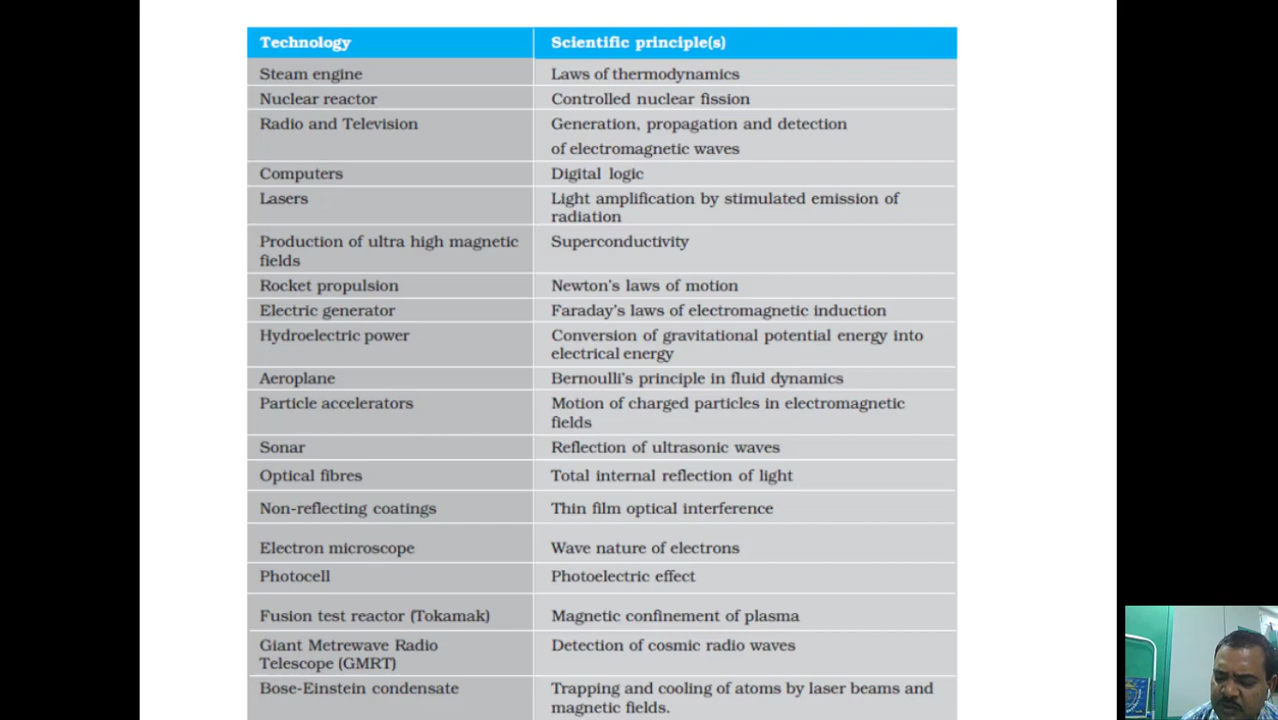 Technology
Scientific principle(s)
Steam engine
Laws of thermodynamics
Nuclear reactor
Controlled nuclear fission
Radio and Television
Generation, propagation and detection
of electromagnetic waves
Computers
Digital logic
Lasers
Light amplification by stimulated emission of
radiation
Production of ultra high magnetic
fields
Superconductivity
Rocket propulsion
Newton's laws of motion
Electric generator
Faraday's laws of electromagnetic induction
Hydroelectric power
Conversion of gravitational potential energy into
electrical energy
Aeroplane
Bernoulli's principle in fluid dynamics
Particle accelerators
Motion of charged particles in electromagnetic
fields
Sonar
Reflection of ultrasonic waves
Optical fibres
Total internal reflection of light
Non-reflecting coatings
Thin film optical interference
Electron microscope
Wave nature of electrons
Photocell
Photoelectric effect
Fusion test reactor (Tokamak)
Magnetic confinement of plasma
Giant Metrewave Radio
Telescope (GMRT)
Detection of cosmic radio waves
Bose-Einstein condensate
Trapping and cooling of atoms by laser beams and
magnetic fields.